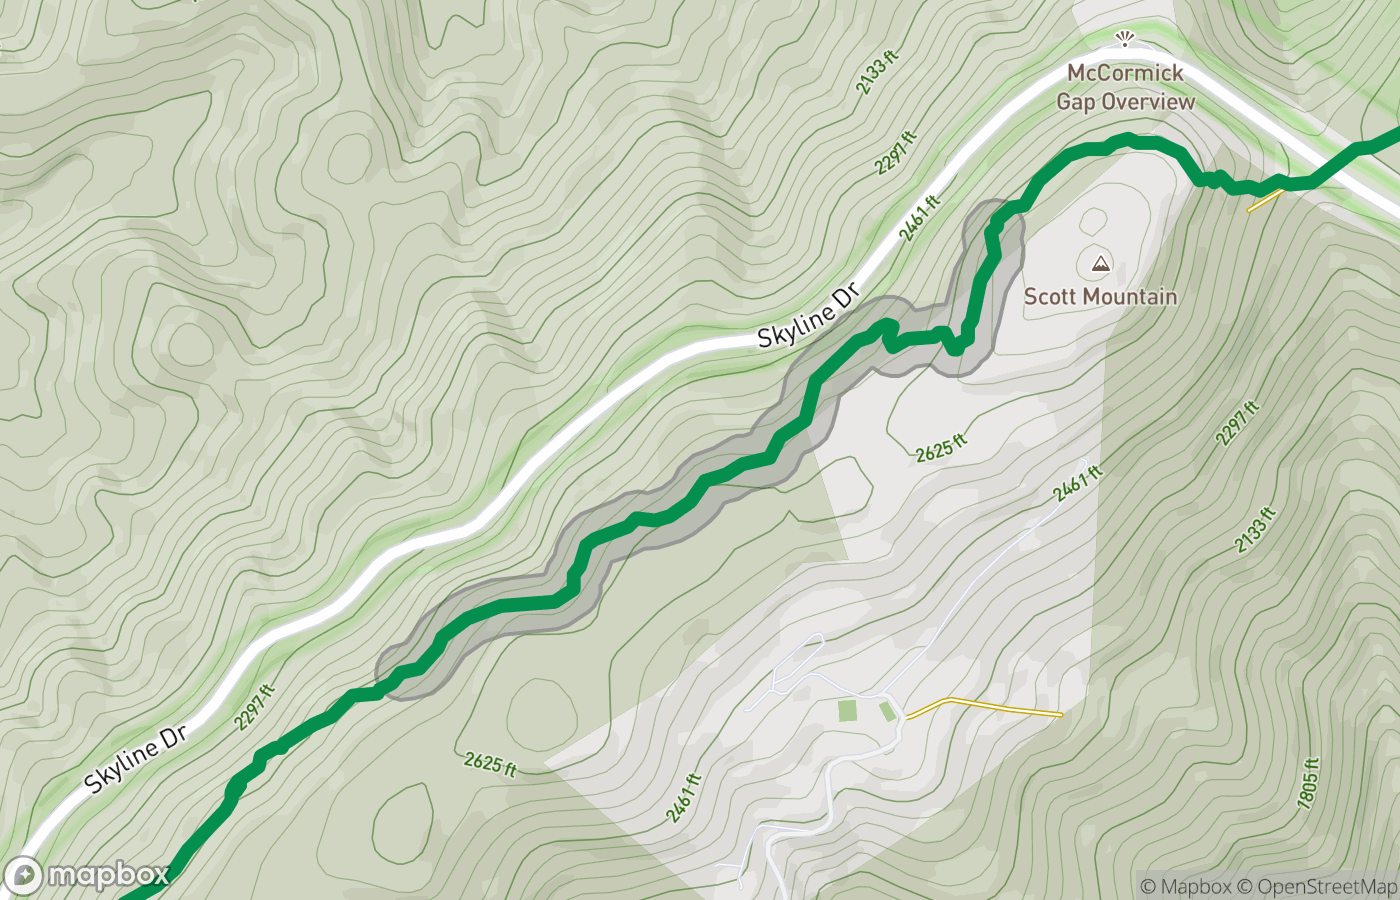 2133 ft
McCormick
Gap Overview
2297 ft
2461 ft
Scott Mountain
Skyline Dr
2297 ft
2625 ft
2461 ft
2133 ft
2297 ft
Skyline Dr
2625 ft
2461 ft
1805 ft
mapbox
© Mapbox © OpenStreetMap